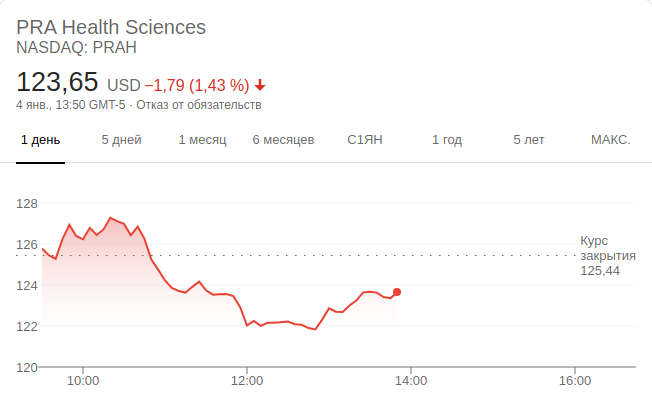 PRA Health Sciences
NASDAQ: PRAH
123,65 USD −1,79 (1,43 %)
4 янв., 13:50 GMT-5 · Отказ от обязательств
1 день 5 дней 1 месяц 6 месяцев С1ЯН 1 год 5 лет МАКС.
128
126
124
122
120
Курс
закрытия
125,44
10:00 12:00 14:00 16:00